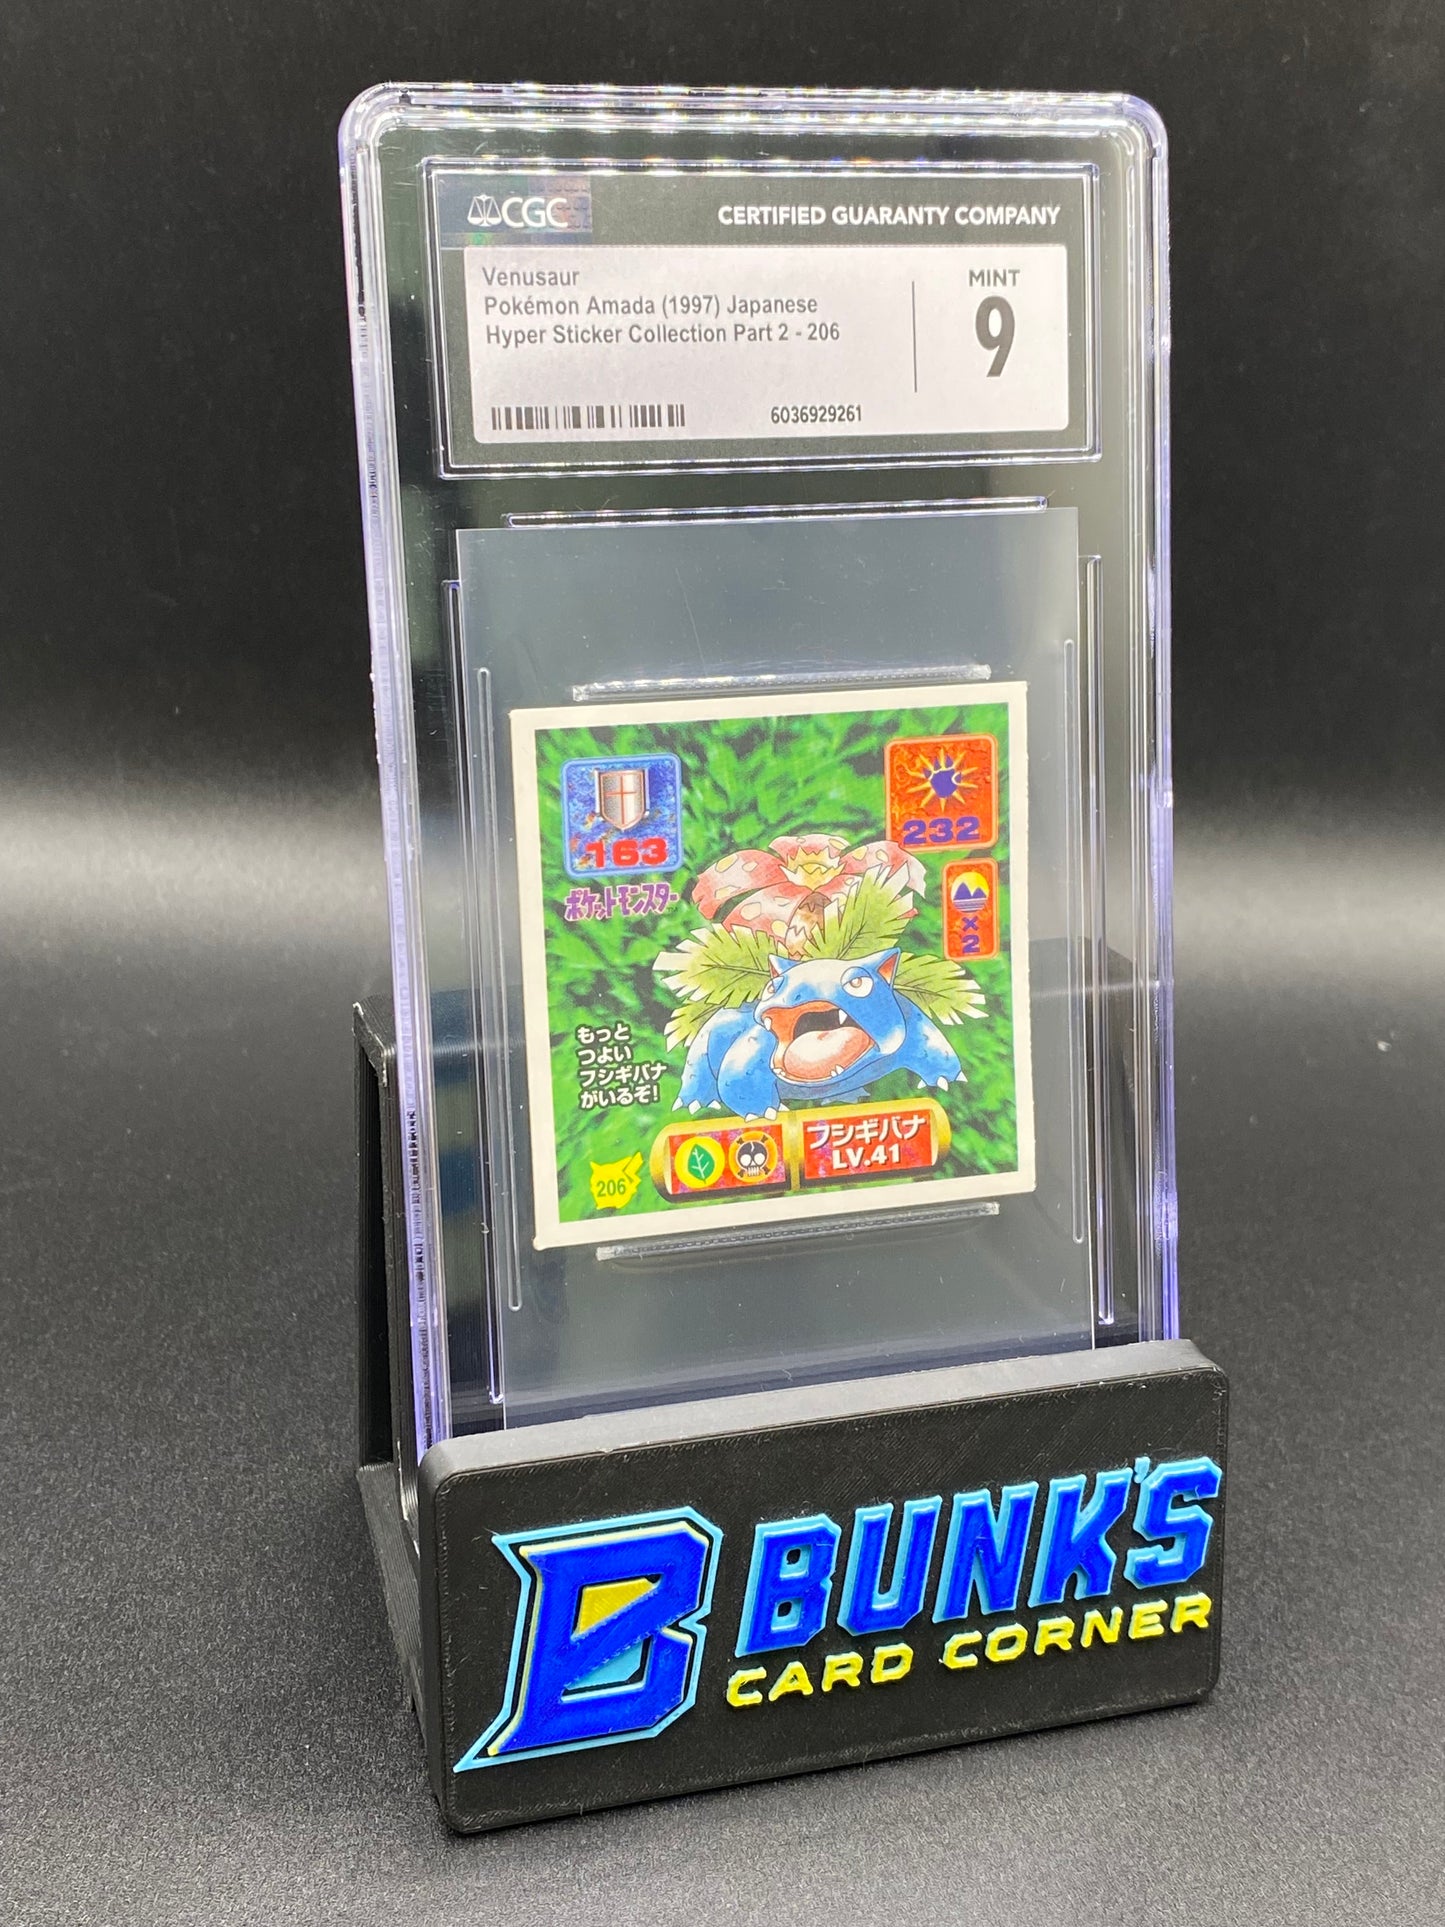 CGC
CERTIFIED GUARANTY COMPANY
Venusaur
Pokémon Amada (1997) Japanese
Hyper Sticker Collection Part 2 - 206
MINT
9
6036929261
163
232
ポケットモンスター
×
2
もっと
つよい
フシギバナ
がいるぞ!
フシギバナ
LV.41
206
B
BUNK'S
CARD CORNER